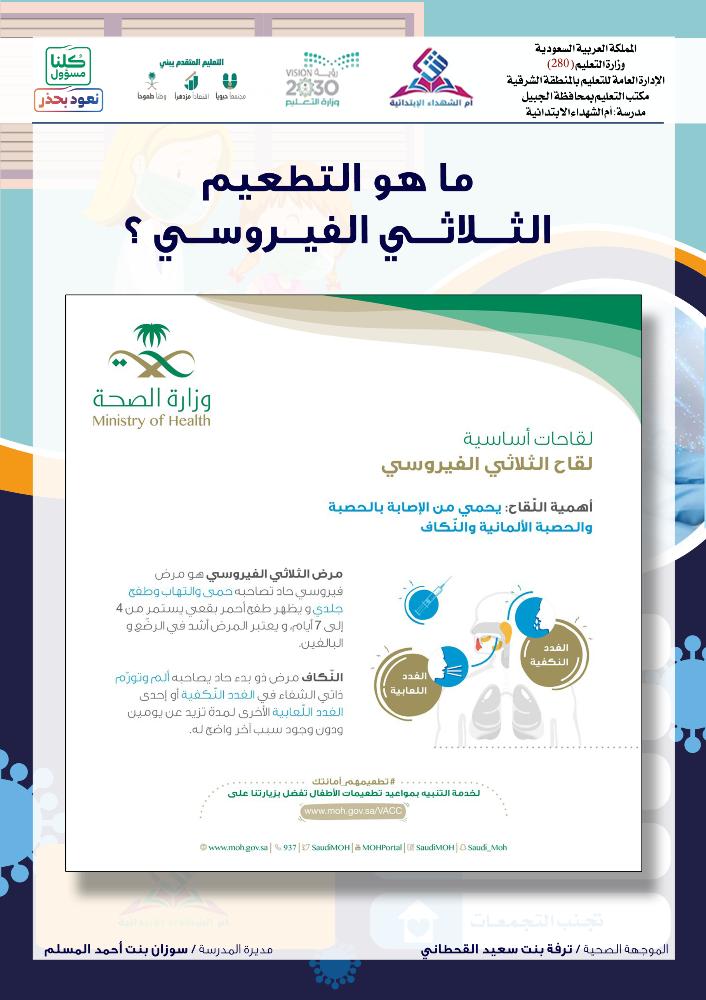 المملكة العربية السعودية
وزارة التعليم (280)
الإدارة العامة للتعليم بالمنطقة الشرقية
مكتب التعليم بمحافظة الجبيل
مدرسة : أم الشهداء الابتدائية
أم الشهداء الإبتدائية
VISION رؤيـة
2030
وزارة التعـــليم
التعليم المتقدم يبني
مجتمعاً حيوياً
اقتصاداً مزدهراً
وطناً طموحاً
كُلنا
مسؤول
نعود بحذر
ما هو التطعيم
الثـــلاثـــي الفيـــروســـي ؟
وزارة الصحة
Ministry of Health
لقاحات أساسية
لقاح الثلاثي الفيروسي
أهمية اللّقاح: يحمي من الإصابة بالحصبة
والحصبة الألمانية والنّكاف
مرض الثلاثي الفيروسي هو مرض
فيروسي حاد تصاحبه حمى والتهاب وطفح
جلدي و يظهر طفح أحمر بقعي يستمر من 4
إلى 7 أيام، و يعتبر المرض أشد في الرضّع و
البالغين.
الغدد
النكفية
الغدد
اللعابية
النّكاف مرض ذو بدء حاد يصاحبه ألم وتورّم
ذاتي الشفاء في الغدد النّكفية أو إحدى
الغدد اللّعابية الأخرى لمدة تزيد عن يومين
ودون وجود سبب آخر واضح له.
#تطعيمهم_أمانتك
لخدمة التنبيه بمواعيد تطعيمات الأطفال تفضل بزيارتنا على
www.moh.gov.sa/VACC
www.moh.gov.sa | 937 | SaudiMOH | MOHPortal | SaudiMOH | Saudi_Moh
تجنب التجمعات
أم الشهداء الإبتدائية
الموجهة الصحية / ترفة بنت سعيد القحطاني
مديرة المدرسة / سوزان بنت أحمد المسلم